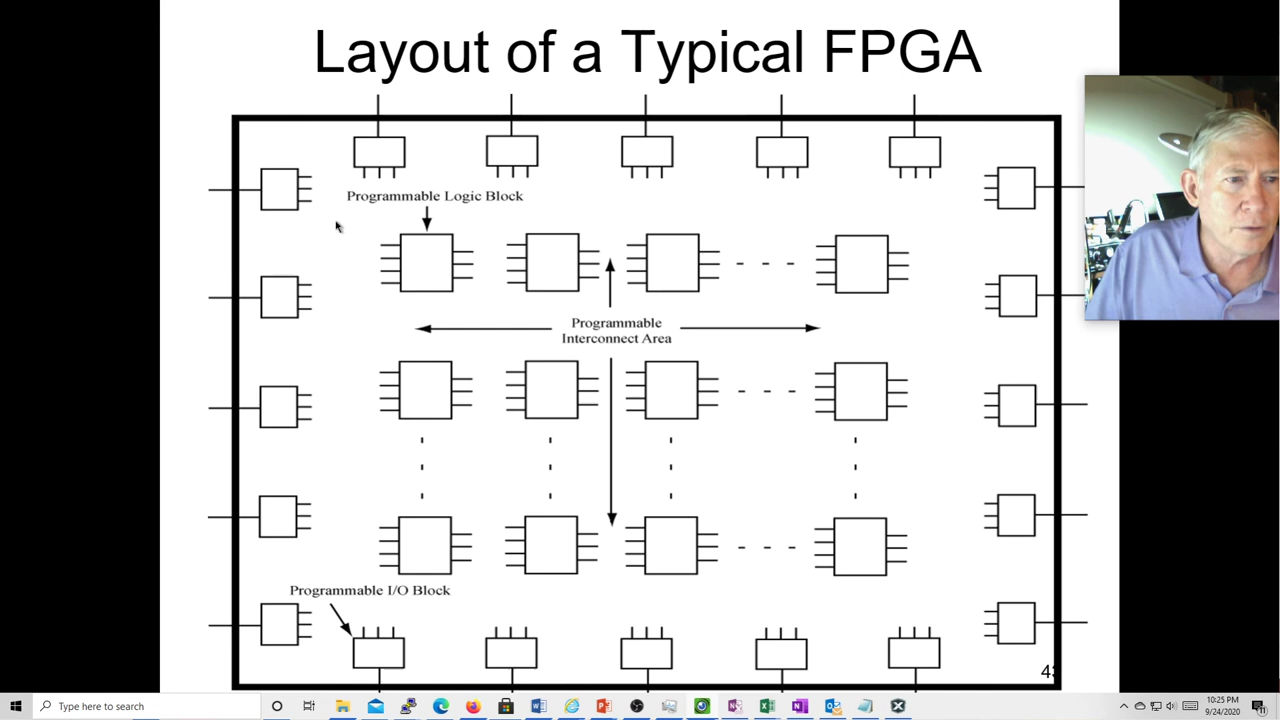 Layout of a Typical FPGA
Programmable Logic Block
Programmable
Interconnect Area
Programmable I/O Block
Type here to search
10:25 PM
9/24/2020